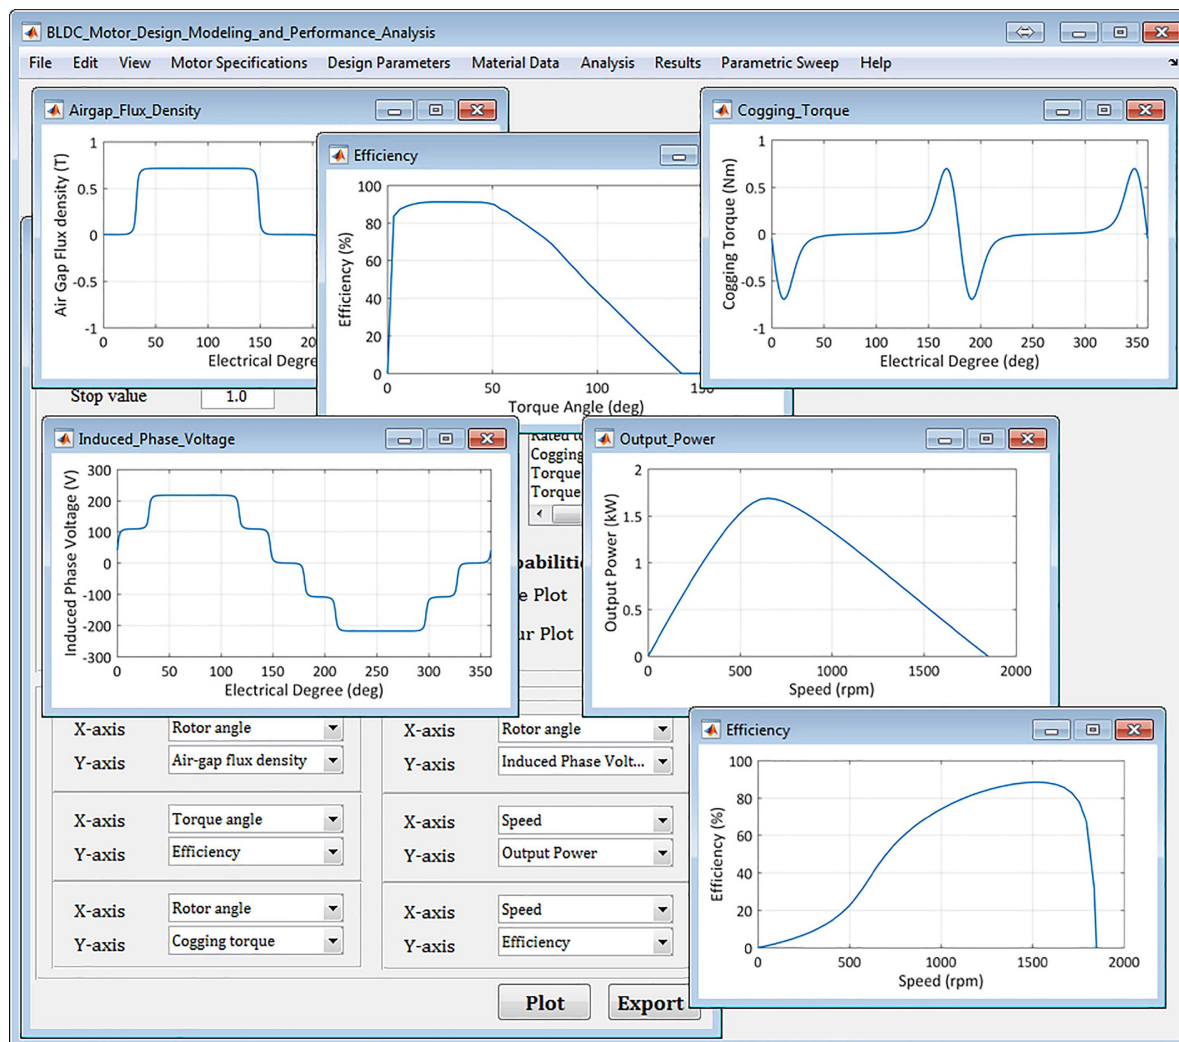 BLDC_Motor_Design_Modeling_and_Performance_Analysis
File Edit View Motor Specifications Design Parameters Material Data Analysis Results Parametric Sweep Help
Airgap_Flux_Density
Air Gap Flux density (T)
1
0.5
0
-0.5
-1
0 50 100 150
Electrical Degree
Efficiency
Efficiency (%)
100
80
60
40
20
0
0 50 100 150
Torque Angle (deg)
Cogging_Torque
Cogging Torque (Nm)
1
0.5
0
-0.5
-1
0 50 100 150 200 250 300 350
Electrical Degree (deg)
Stop value 1.0
Induced_Phase_Voltage
Induced Phase Voltage (V)
300
200
100
0
-100
-200
-300
0 50 100 150 200 250 300 350
Electrical Degree (deg)
Rated to
Cogging
Torque
Torque
Plot
Plot
Output_Power
Output Power (kW)
2
1.5
1
0.5
0
0 500 1000 1500 2000
Speed (rpm)
X-axis Rotor angle
Y-axis Air-gap flux density
X-axis Rotor angle
Y-axis Induced Phase Volt...
X-axis Torque angle
Y-axis Efficiency
X-axis Speed
Y-axis Output Power
X-axis Rotor angle
Y-axis Cogging torque
X-axis Speed
Y-axis Efficiency
Efficiency
Efficiency (%)
100
80
60
40
20
0
0 500 1000 1500 2000
Speed (rpm)
Plot Export